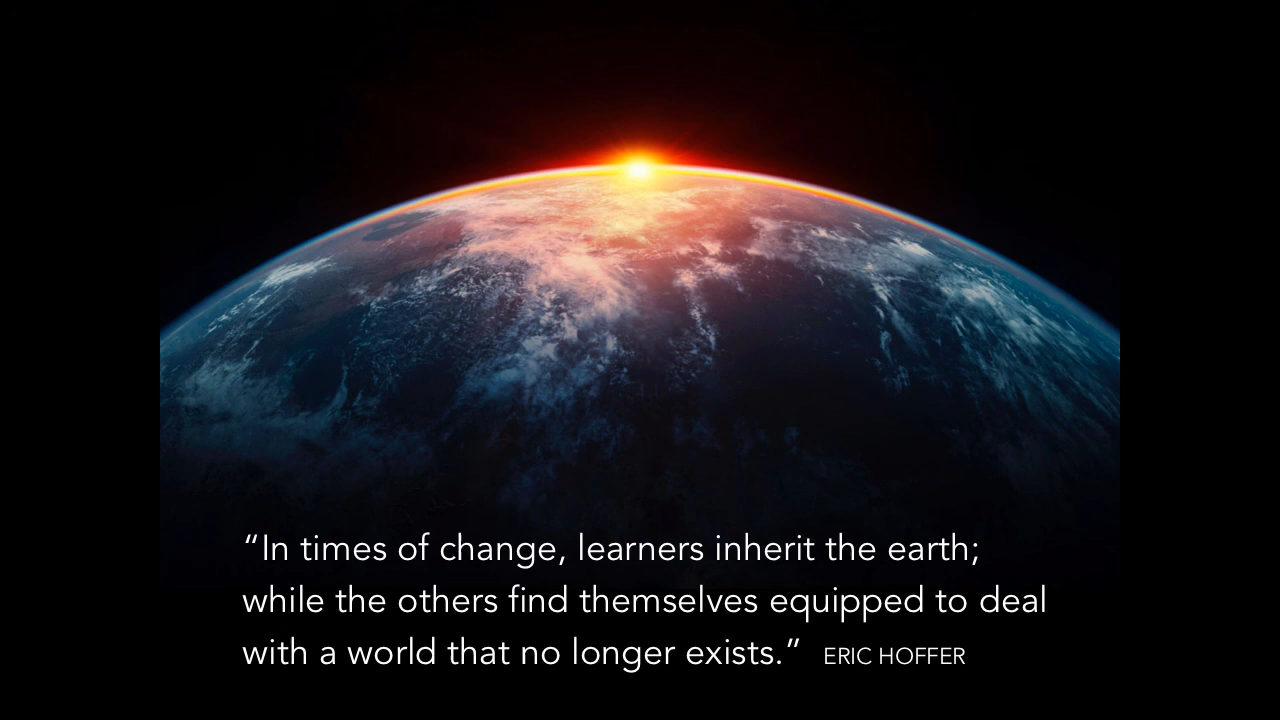 “In times of change, learners inherit the earth;
while the others find themselves equipped to deal
with a world that no longer exists.” ERIC HOFFER